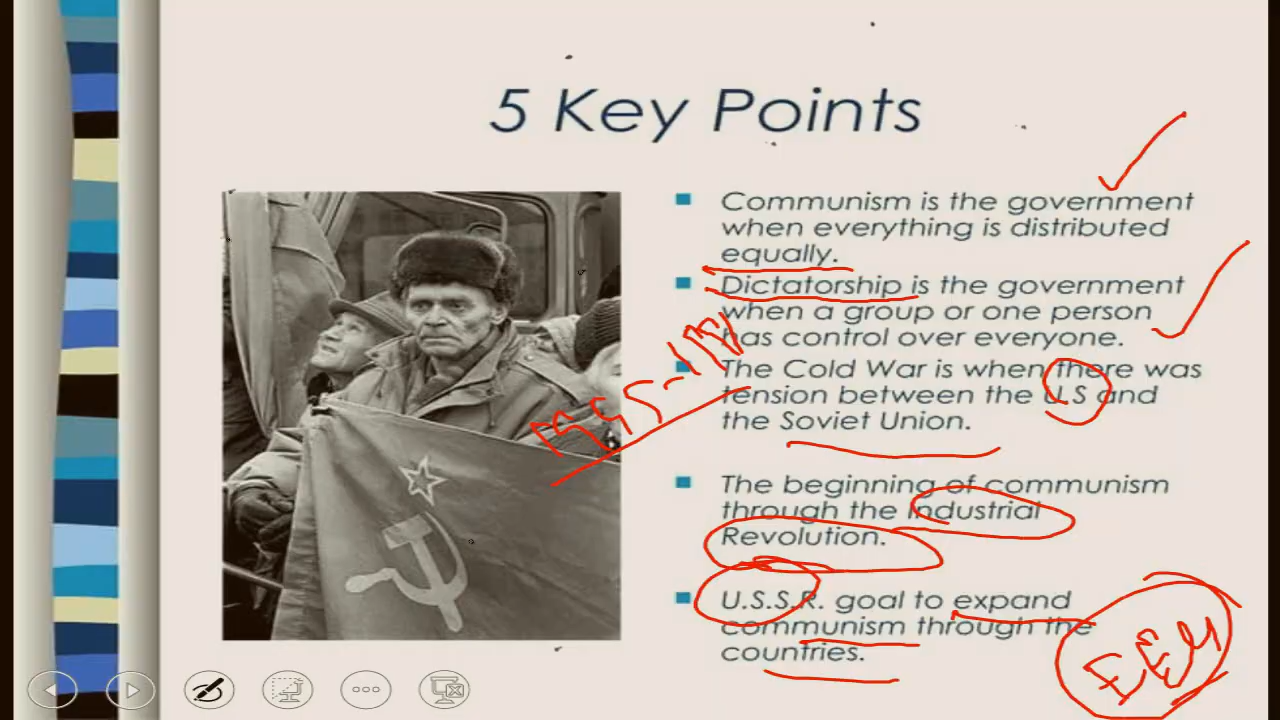 5 Key Points
Communism is the government
when everything is distributed
equally.
Dictatorship is the government
when a group or one person
has control over everyone.
The Cold War is when there was
tension between the U.S and
the Soviet Union.
The beginning of communism
through the Industrial
Revolution.
U.S.S.R. goal to expand
communism through the
countries.